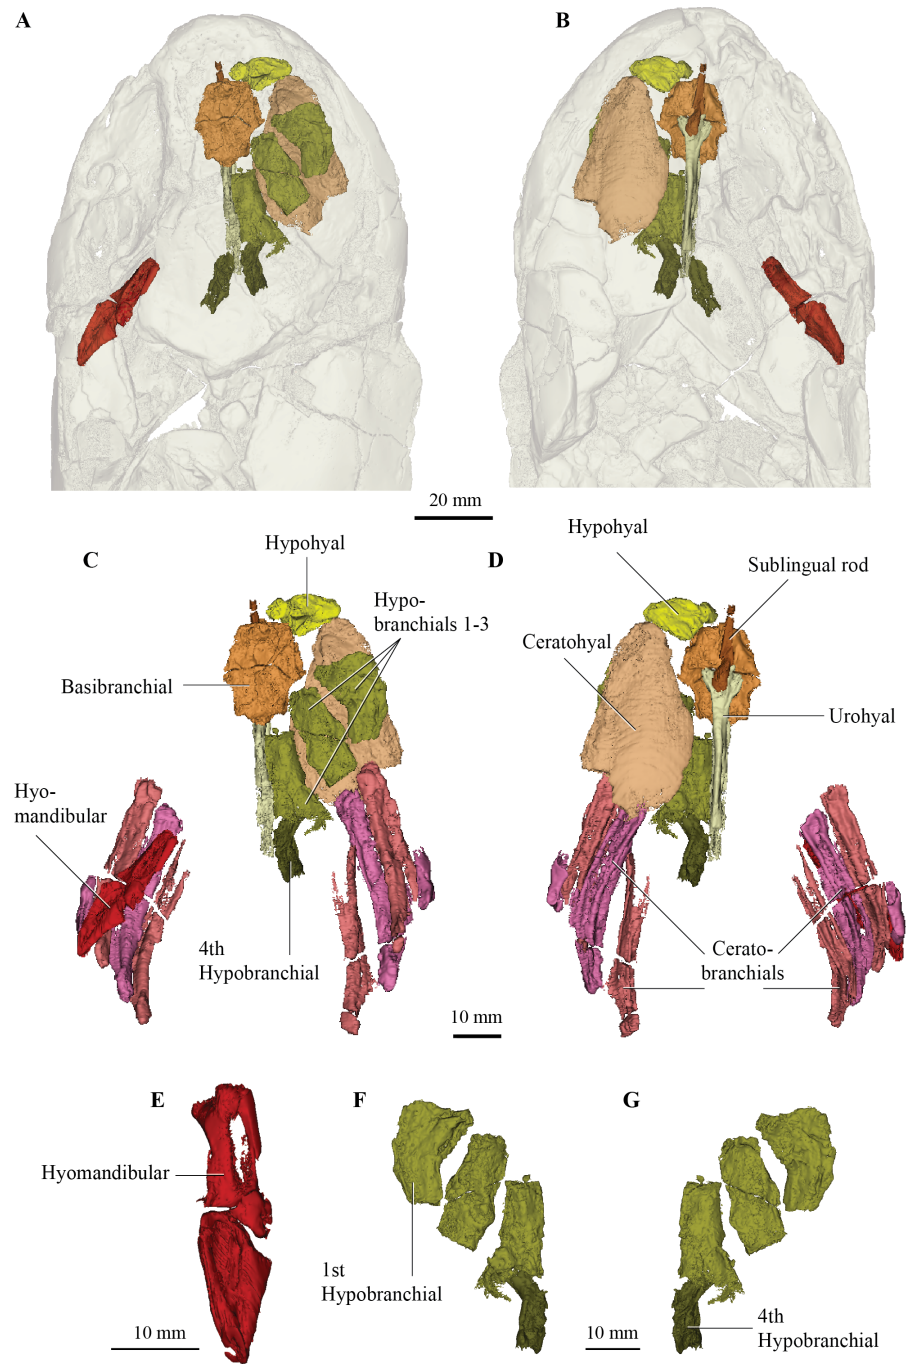 A
B
20 mm
C
D
Hypohyal
Hypohyal
Sublingual rod
Hypo-
branchials 1-3
Ceratohyal
Basibranchial
Urohyal
Hyo-
mandibular
4th
Hypobranchial
Cerato-
branchials
10 mm
E
F
G
Hyomandibular
1st
Hypobranchial
4th
Hypobranchial
10 mm
10 mm